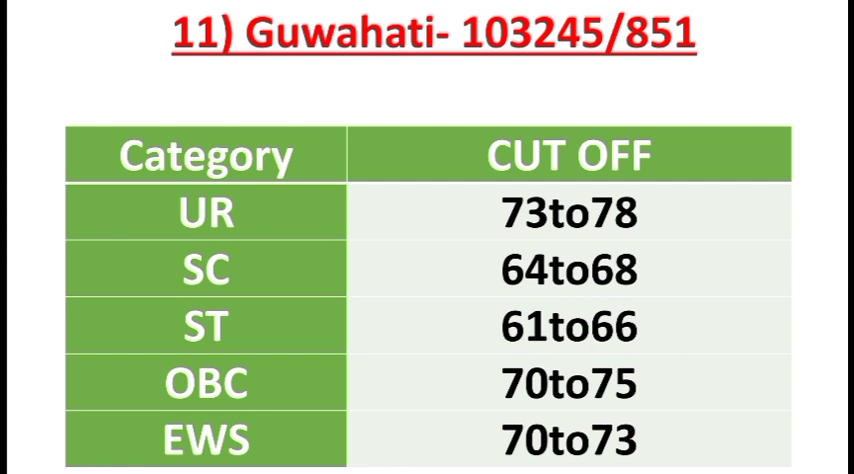 11) Guwahati- 103245/851
Category CUT OFF
UR 73to78
SC 64to68
ST 61to66
OBC 70to75
EWS 70to73